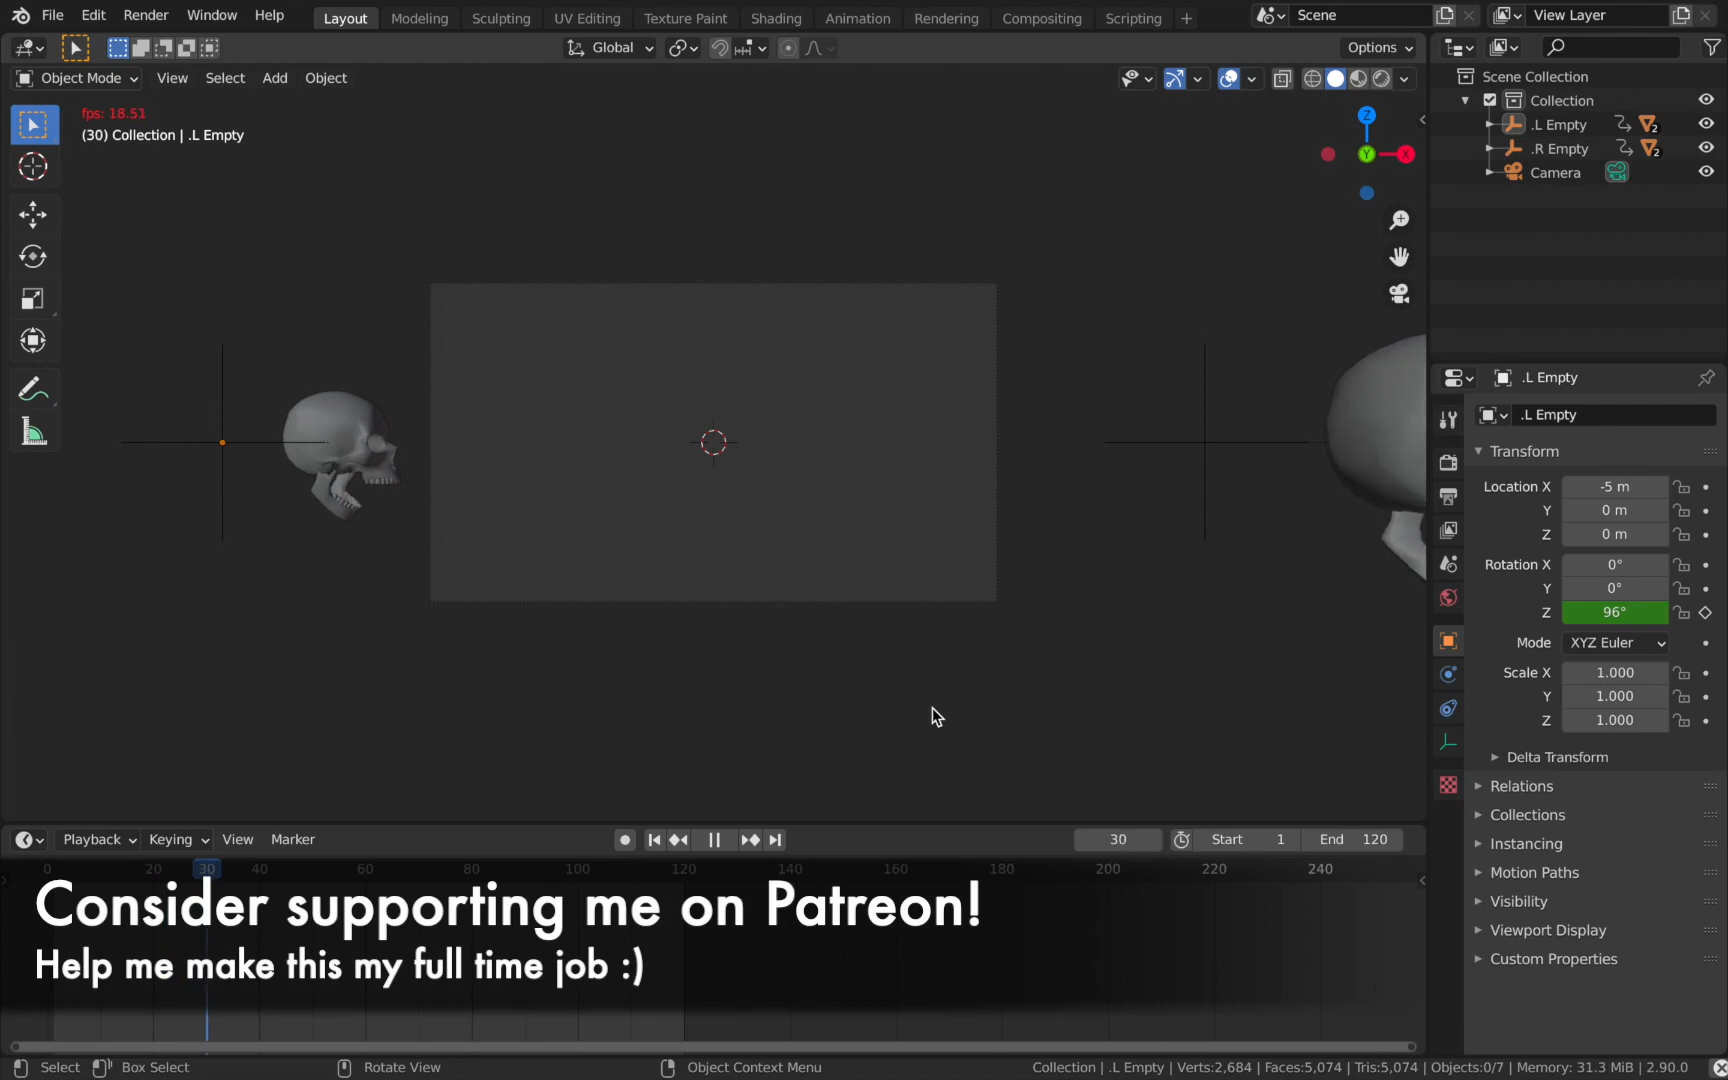 File Edit Render Window Help Layout Modeling Sculpting UV Editing Texture Paint Shading Animation Rendering Compositing Scripting + Scene View Layer
Global Options
Object Mode View Select Add Object
fps: 18.51
(30) Collection | .L Empty
Z
Y
X
Scene Collection
Collection
.L Empty 2
.R Empty 2
Camera
.L Empty
.L Empty
Transform
Location X -5 m
Y 0 m
Z 0 m
Rotation X 0°
Y 0°
Z 96°
Mode XYZ Euler
Scale X 1.000
Y 1.000
Z 1.000
Delta Transform
Relations
Collections
Instancing
Motion Paths
Visibility
Viewport Display
Custom Properties
Playback Keying View Marker 30 Start 1 End 120
0 20 30 40 60 80 100 120 140 160 180 200 220 240
Consider supporting me on Patreon!
Help me make this my full time job :)
Select Box Select Rotate View Object Context Menu Collection | .L Empty | Verts:2,684 | Faces:5,074 | Tris:5,074 | Objects:0/7 | Memory: 31.3 MiB | 2.90.0